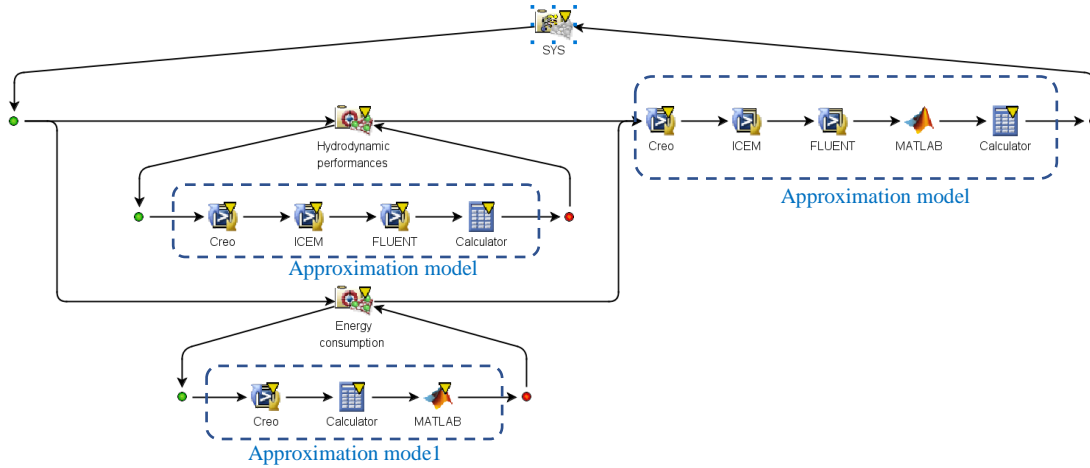 SYS
Hydrodynamic
performances
Creo
ICEM
FLUENT
MATLAB
Calculator
Approximation model
Creo
ICEM
FLUENT
Calculator
Approximation model
Energy
consumption
Creo
Calculator
MATLAB
Approximation mode1